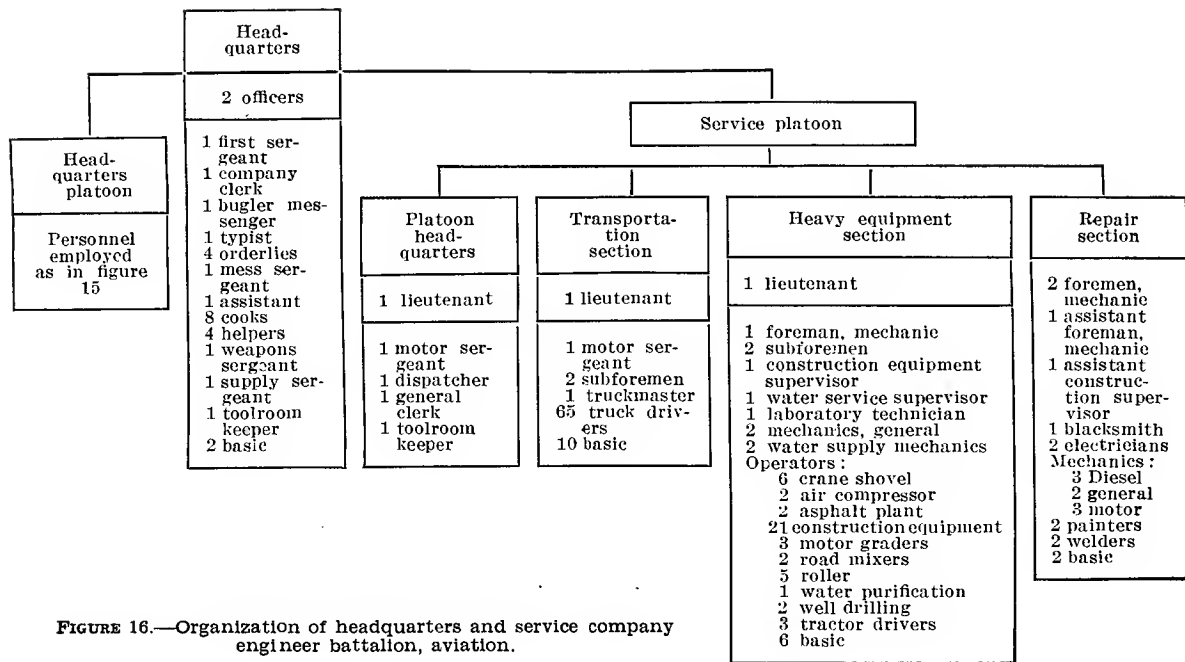 Head-
quarters
2 officers
1 first ser-
geant
1 company
clerk
1 bugler mes-
senger
1 typist
4 orderlies
1 mess ser-
geant
1 assistant
8 cooks
4 helpers
1 weapons
sergeant
1 supply ser-
geant
1 toolroom
keeper
2 basic
Head-
quarters
platoon
Personnel
employed
as in figure
15
Service platoon
Platoon
head-
quarters
1 lieutenant
1 motor ser-
geant
1 dispatcher
1 general
clerk
1 toolroom
keeper
Transporta-
tion
section
1 lieutenant
1 motor ser-
geant
2 subforemen
1 truckmaster
65 truck driv-
ers
10 basic
Heavy equipment
section
1 lieutenant
1 foreman, mechanic
2 subforemen
1 construction equipment
supervisor
1 water service supervisor
1 laboratory technician
2 mechanics, general
2 water supply mechanics
Operators:
6 crane shovel
2 air compressor
2 asphalt plant
21 construction equipment
3 motor graders
2 road mixers
5 roller
1 water purification
2 well drilling
3 tractor drivers
6 basic
Repair
section
2 foremen,
mechanic
1 assistant
foreman,
mechanic
1 assistant
construc-
tion super-
visor
1 blacksmith
2 electricians
Mechanics:
3 Diesel
2 general
3 motor
2 painters
2 welders
2 basic
FIGURE 16.—Organization of headquarters and service company
engineer battalion, aviation.